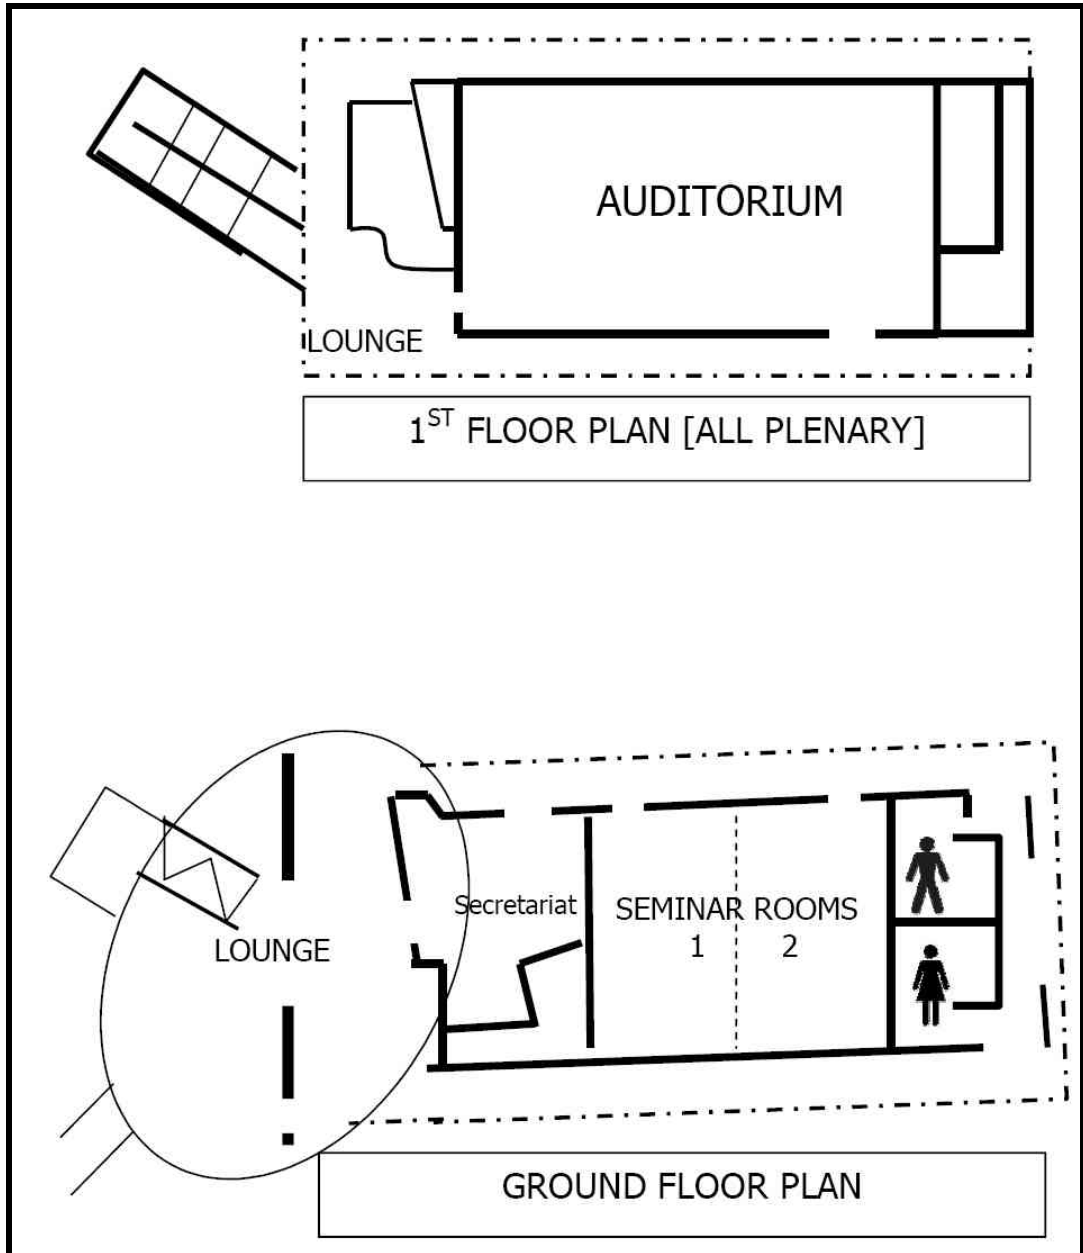 AUDITORIUM
LOUNGE
1ST FLOOR PLAN [ALL PLENARY]
Secretariat
SEMINAR ROOMS
1 2
LOUNGE
GROUND FLOOR PLAN